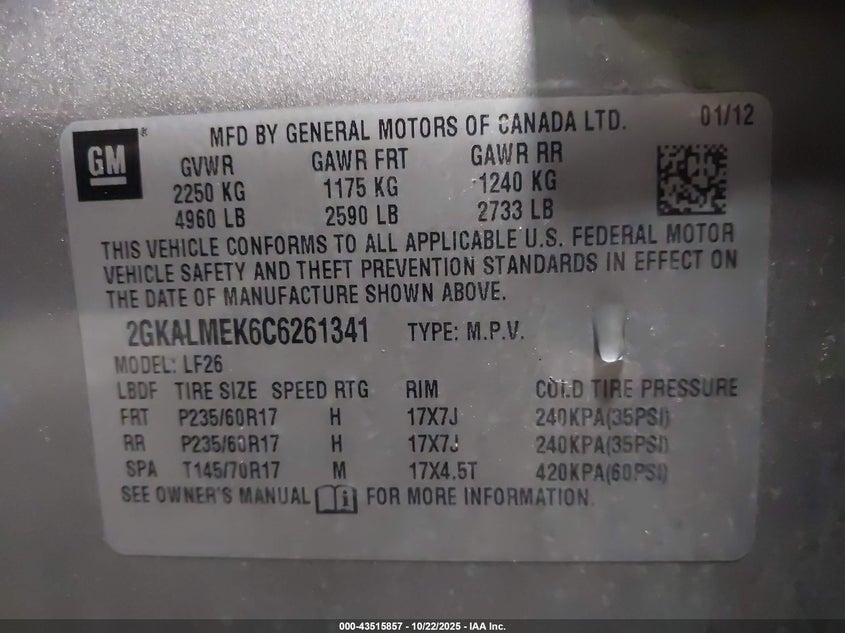 GM ® MFD BY GENERAL MOTORS OF CANADA LTD. 01/12
GVWR GAWR FRT GAWR RR
2250 KG 1175 KG 1240 KG
4960 LB 2590 LB 2733 LB
THIS VEHICLE CONFORMS TO ALL APPLICABLE U.S. FEDERAL MOTOR
VEHICLE SAFETY AND THEFT PREVENTION STANDARDS IN EFFECT ON
THE DATE OF MANUFACTURE SHOWN ABOVE.
2GKALMEK6C6261341 TYPE: M.P.V.
MODEL: LF26
LBDF TIRE SIZE SPEED RTG RIM COLD TIRE PRESSURE
FRT P235/60R17 H 17X7J 240KPA(35PSI)
RR P235/60R17 H 17X7J 240KPA(35PSI)
SPA T145/70R17 M 17X4.5T 420KPA(60PSI)
SEE OWNER'S MANUAL FOR MORE INFORMATION.
000-43515857 - 10/22/2025 - IAA Inc.